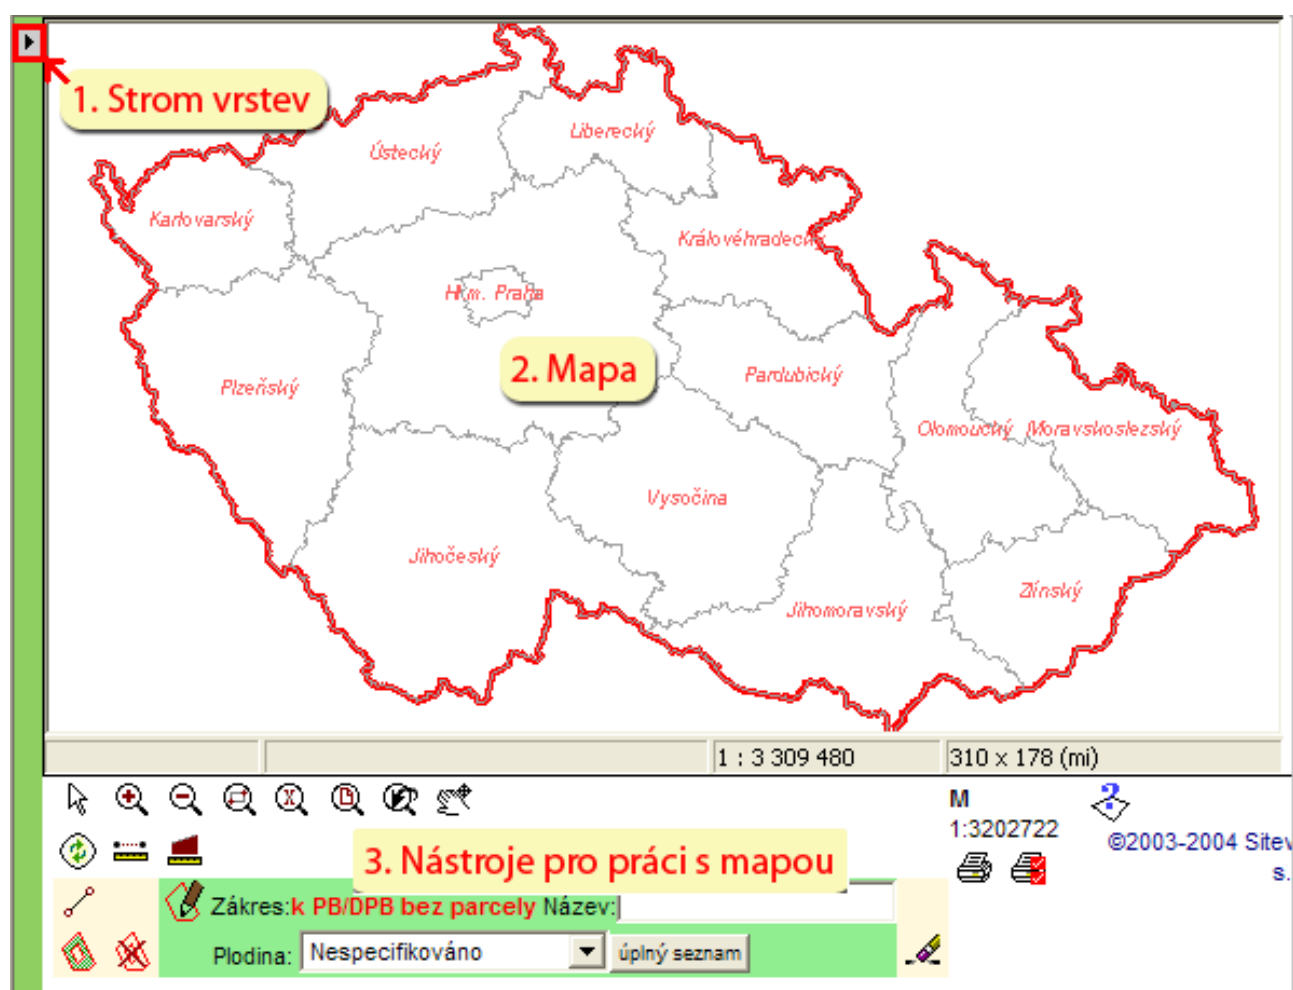 1. Strom vrstev
Liberecký
Ústecký
Karlovarský
Královéhradecký
Hl.m. Praha
2. Mapa
Pardubický
Plzeňský
Olomoucký
Moravskoslezský
Vysočina
Jihočeský
Zlínský
Jihomoravský
1 : 3 309 480
310 x 178 (mi)
M
1:3202722
©2003-2004 Sitev
s.
3. Nástroje pro práci s mapou
Zákres:k PB/DPB bez parcely Název:
Plodina: Nespecifikováno úplný seznam